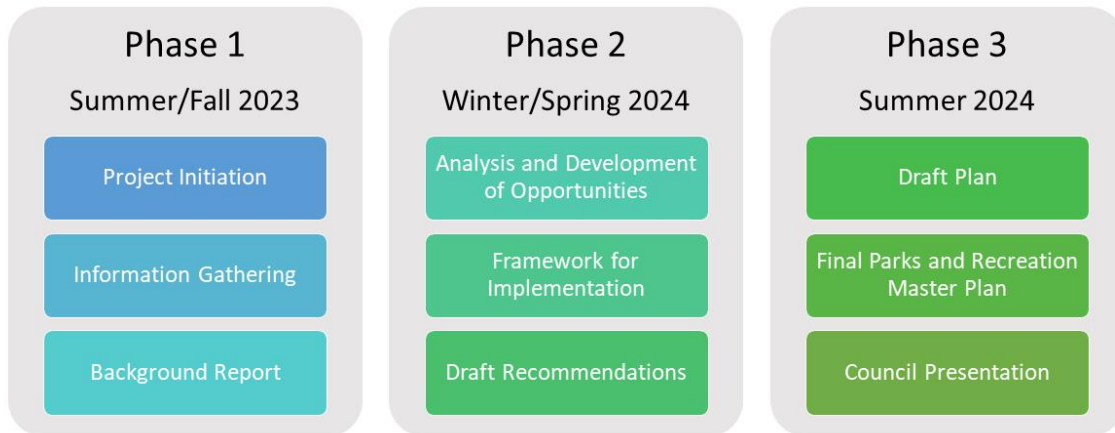 Phase 1
Summer/Fall 2023
Project Initiation
Information Gathering
Background Report
Phase 2
Winter/Spring 2024
Analysis and Development
of Opportunities
Framework for
Implementation
Draft Recommendations
Phase 3
Summer 2024
Draft Plan
Final Parks and Recreation
Master Plan
Council Presentation